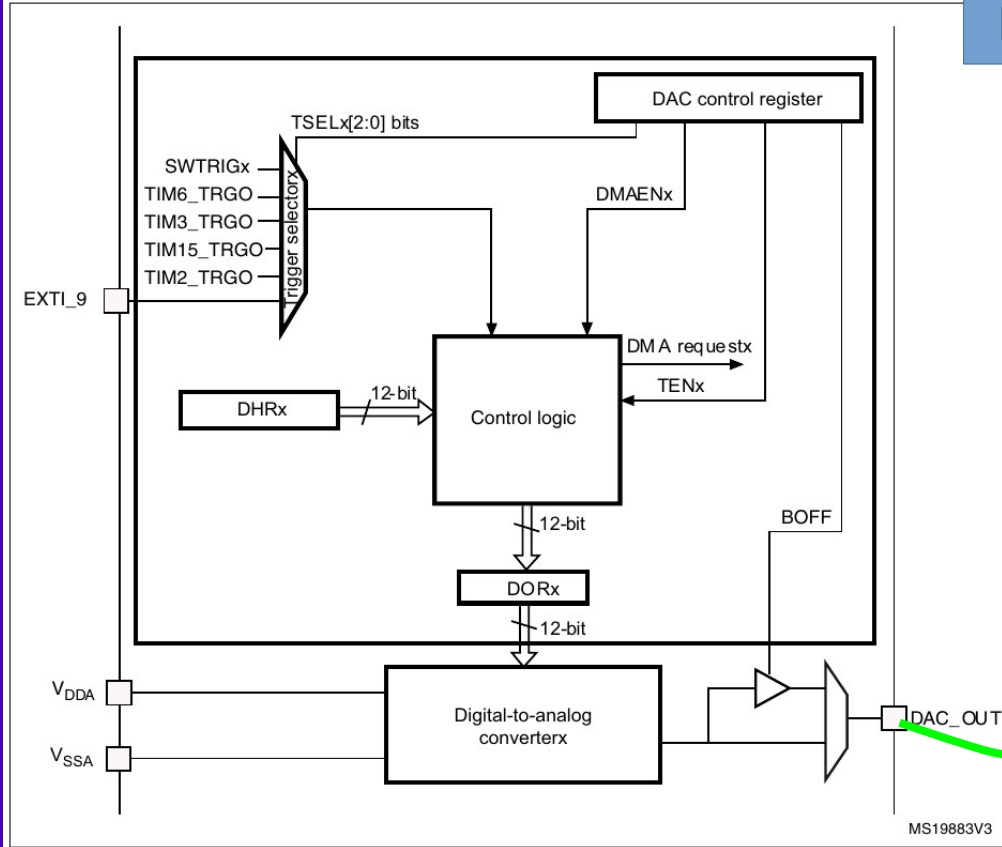 DAC control register
TSELx[2:0] bits
SWTRIGx
TIM6_TRGO
TIM3_TRGO
TIM15_TRGO
TIM2_TRGO
Trigger selectorx
DMAENx
EXTI_9
DMA requestx
TENx
DHRx
12-bit
Control logic
12-bit
BOFF
DORx
12-bit
VDDA
VSSA
Digital-to-analog
converterx
DAC_OUT
MS19883V3